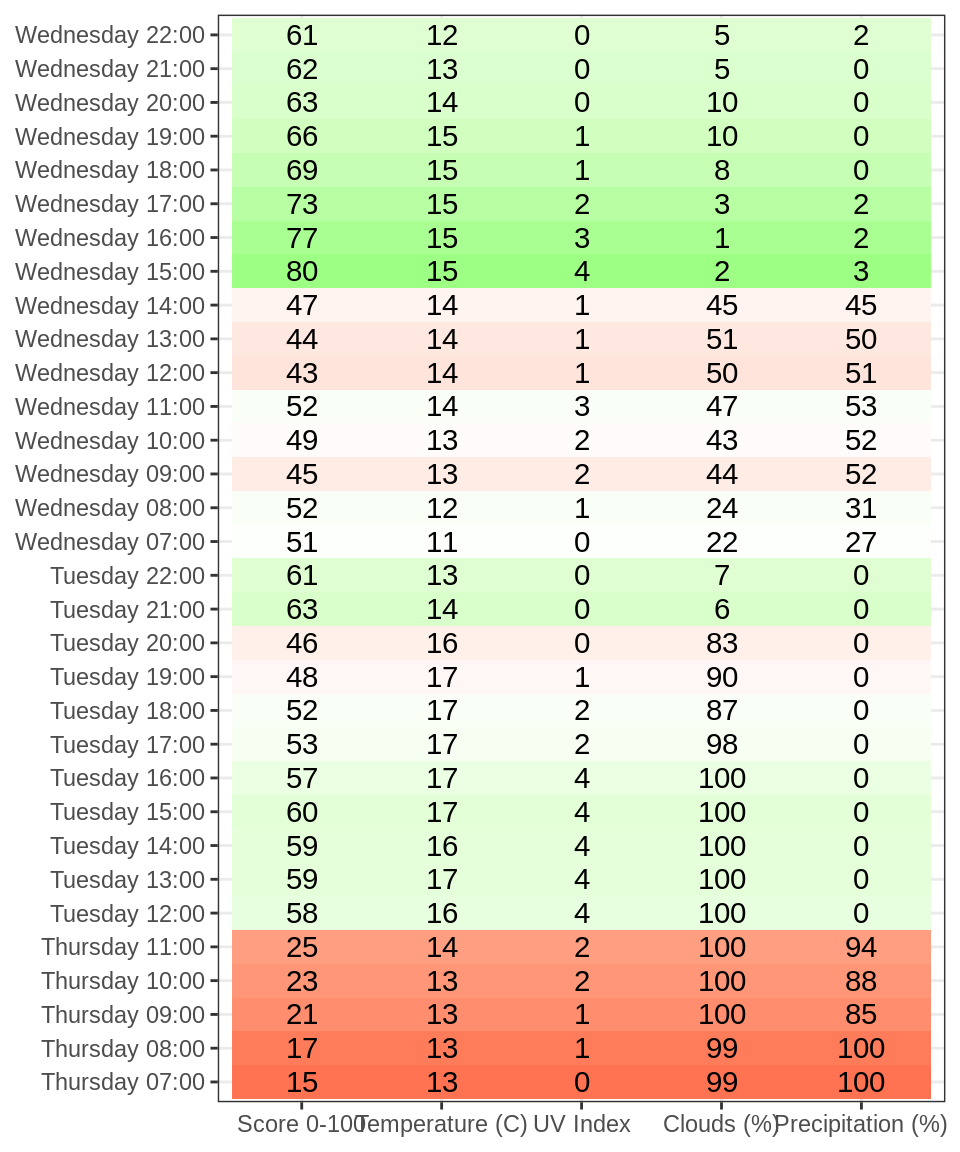 Wednesday 22:00 61 12 0 5 2
Wednesday 21:00 62 13 0 5 0
Wednesday 20:00 63 14 0 10 0
Wednesday 19:00 66 15 1 10 0
Wednesday 18:00 69 15 1 8 0
Wednesday 17:00 73 15 2 3 2
Wednesday 16:00 77 15 3 1 2
Wednesday 15:00 80 15 4 2 3
Wednesday 14:00 47 14 1 45 45
Wednesday 13:00 44 14 1 51 50
Wednesday 12:00 43 14 1 50 51
Wednesday 11:00 52 14 3 47 53
Wednesday 10:00 49 13 2 43 52
Wednesday 09:00 45 13 2 44 52
Wednesday 08:00 52 12 1 24 31
Wednesday 07:00 51 11 0 22 27
Tuesday 22:00 61 13 0 7 0
Tuesday 21:00 63 14 0 6 0
Tuesday 20:00 46 16 0 83 0
Tuesday 19:00 48 17 1 90 0
Tuesday 18:00 52 17 2 87 0
Tuesday 17:00 53 17 2 98 0
Tuesday 16:00 57 17 4 100 0
Tuesday 15:00 60 17 4 100 0
Tuesday 14:00 59 16 4 100 0
Tuesday 13:00 59 17 4 100 0
Tuesday 12:00 58 16 4 100 0
Thursday 11:00 25 14 2 100 94
Thursday 10:00 23 13 2 100 88
Thursday 09:00 21 13 1 100 85
Thursday 08:00 17 13 1 99 100
Thursday 07:00 15 13 0 99 100
Score 0-100 Temperature (C) UV Index Clouds (%) Precipitation (%)